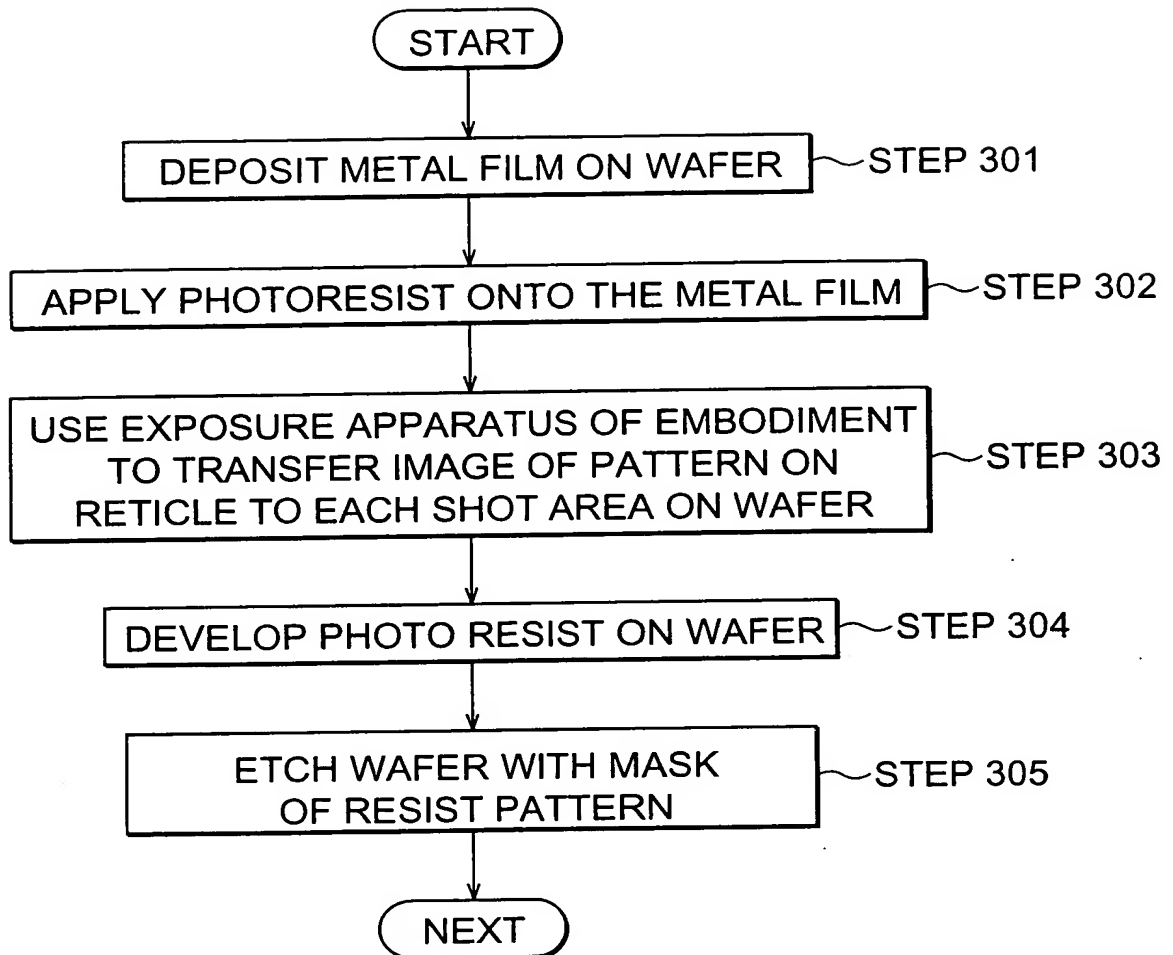 START
DEPOSIT METAL FILM ON WAFER
STEP 301
APPLY PHOTORESIST ONTO THE METAL FILM
STEP 302
USE EXPOSURE APPARATUS OF EMBODIMENT
TO TRANSFER IMAGE OF PATTERN ON
RETICLE TO EACH SHOT AREA ON WAFER
STEP 303
DEVELOP PHOTO RESIST ON WAFER
STEP 304
ETCH WAFER WITH MASK
OF RESIST PATTERN
STEP 305
NEXT